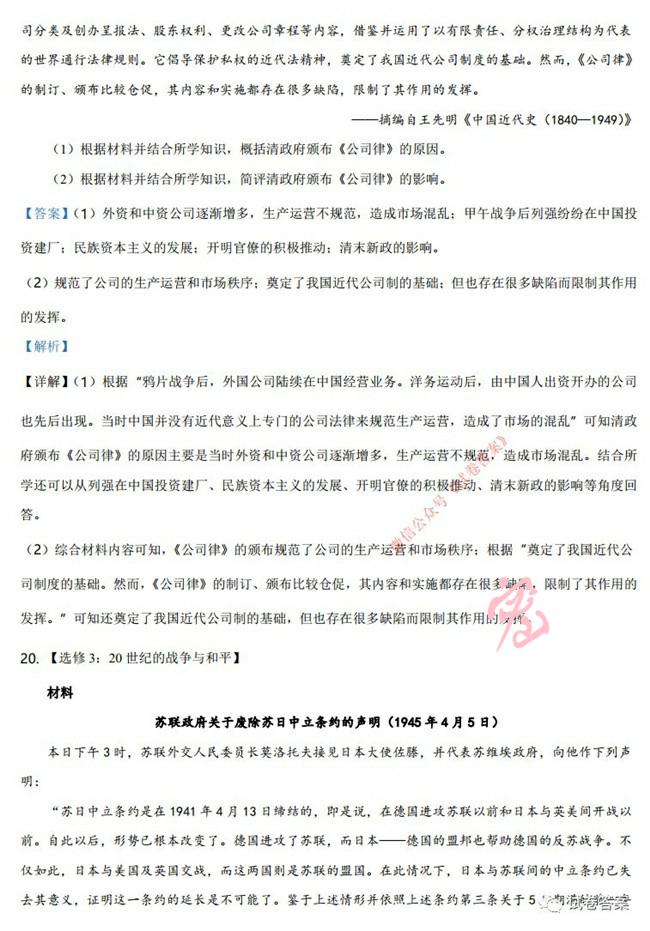 司分类及创办呈报法、股东权利、更改公司章程等内容，借鉴并运用了以有限责任、分权治理结构为代表
的世界通行法律规则。它倡导保护私权的近代法精神，奠定了我国近代公司制度的基础。然而，《公司律》
的制订、颁布比较仓促，其内容和实施都存在很多缺陷，限制了其作用的发挥。
——摘编自王先明《中国近代史（1840—1949）》
（1）根据材料并结合所学知识，概括清政府颁布《公司律》的原因。
（2）根据材料并结合所学知识，简评清政府颁布《公司律》的影响。
【答案】（1）外资和中资公司逐渐增多，生产运营不规范，造成市场混乱；甲午战争后列强纷纷在中国投
资建厂；民族资本主义的发展；开明官僚的积极推动；清末新政的影响。
（2）规范了公司的生产运营和市场秩序；奠定了我国近代公司制的基础；但也存在很多缺陷而限制其作用
的发挥。
【解析】
【详解】（1）根据“鸦片战争后，外国公司陆续在中国经营业务。洋务运动后，由中国人出资开办的公司
也先后出现。当时中国并没有近代意义上专门的公司法律来规范生产运营，造成了市场的混乱”可知清政
府颁布《公司律》的原因主要是当时外资和中资公司逐渐增多，生产运营不规范，造成市场混乱。结合所
学还可以从列强在中国投资建厂、民族资本主义的发展、开明官僚的积极推动、清末新政的影响等角度回
答。
（2）综合材料内容可知，《公司律》的颁布规范了公司的生产运营和市场秩序；根据“奠定了我国近代公
司制度的基础。然而，《公司律》的制订、颁布比较仓促，其内容和实施都存在很多缺陷，限制了其作用的
发挥。”可知还奠定了我国近代公司制的基础，但也存在很多缺陷而限制其作用的发挥。
微信公众号《试卷答案》
20. 【选修 3：20 世纪的战争与和平】
材料
苏联政府关于废除苏日中立条约的声明（1945 年 4 月 5 日）
本日下午 3 时，苏联外交人民委员长莫洛托夫接见日本大使佐藤，并代表苏维埃政府，向他作下列声
明：
“苏日中立条约是在 1941 年 4 月 13 日缔结的，即是说，在德国进攻苏联以前和日本与英美间开战以
前。自此以后，形势已根本改变了。德国进攻了苏联，而日本——德国的盟邦也帮助德国的反苏战争。不
仅如此，日本与美国及英国交战，而这两国则是苏联的盟国。在此情况下，日本与苏联间的中立条约已失
去其意义，证明这一条约的延长是不可能了。鉴于上述情形并依照上述条约第三条关于 5
试卷答案